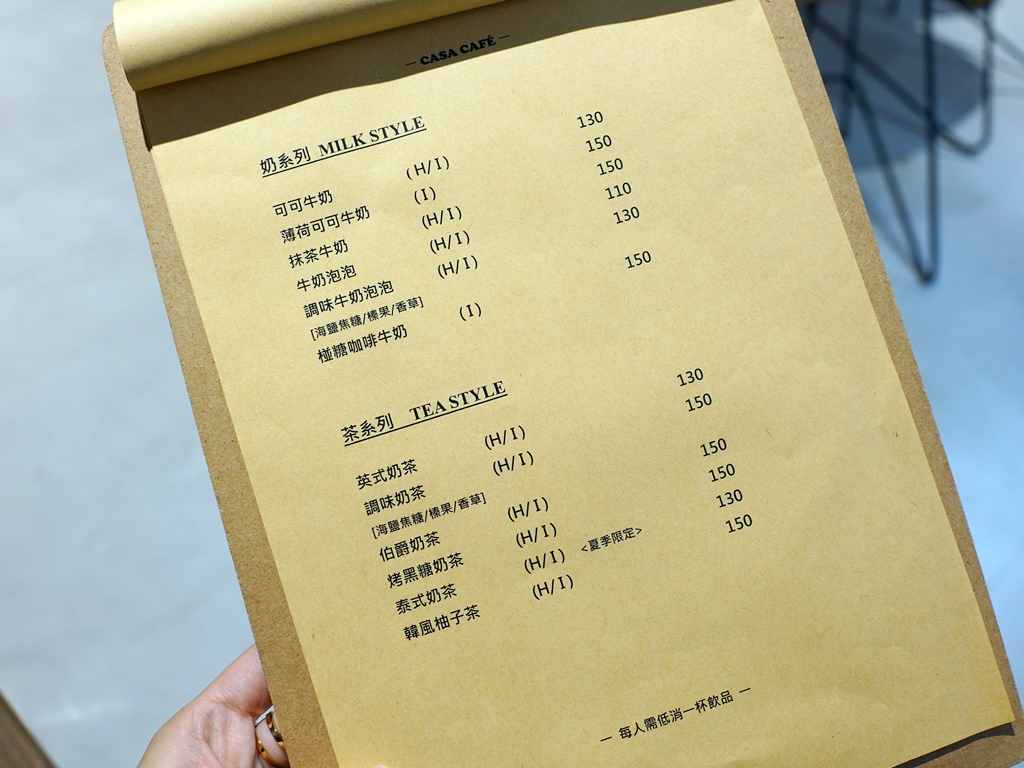 — CASA CAFÉ —
奶系列 MILK STYLE
可可牛奶 (H/I) 130
薄荷可可牛奶 (I) 150
抹茶牛奶 (H/I) 150
牛奶泡泡 (H/I) 110
調味牛奶泡泡 (H/I) 130
[海鹽焦糖/榛果/香草]
椪糖咖啡牛奶 (I) 150
茶系列 TEA STYLE
英式奶茶 (H/I) 130
調味奶茶 (H/I) 150
[海鹽焦糖/榛果/香草]
伯爵奶茶 (H/I) 150
烤黑糖奶茶 (H/I) 150
泰式奶茶 (H/I) <夏季限定> 130
韓風柚子茶 (H/I) 150
— 每人需低消一杯飲品 —